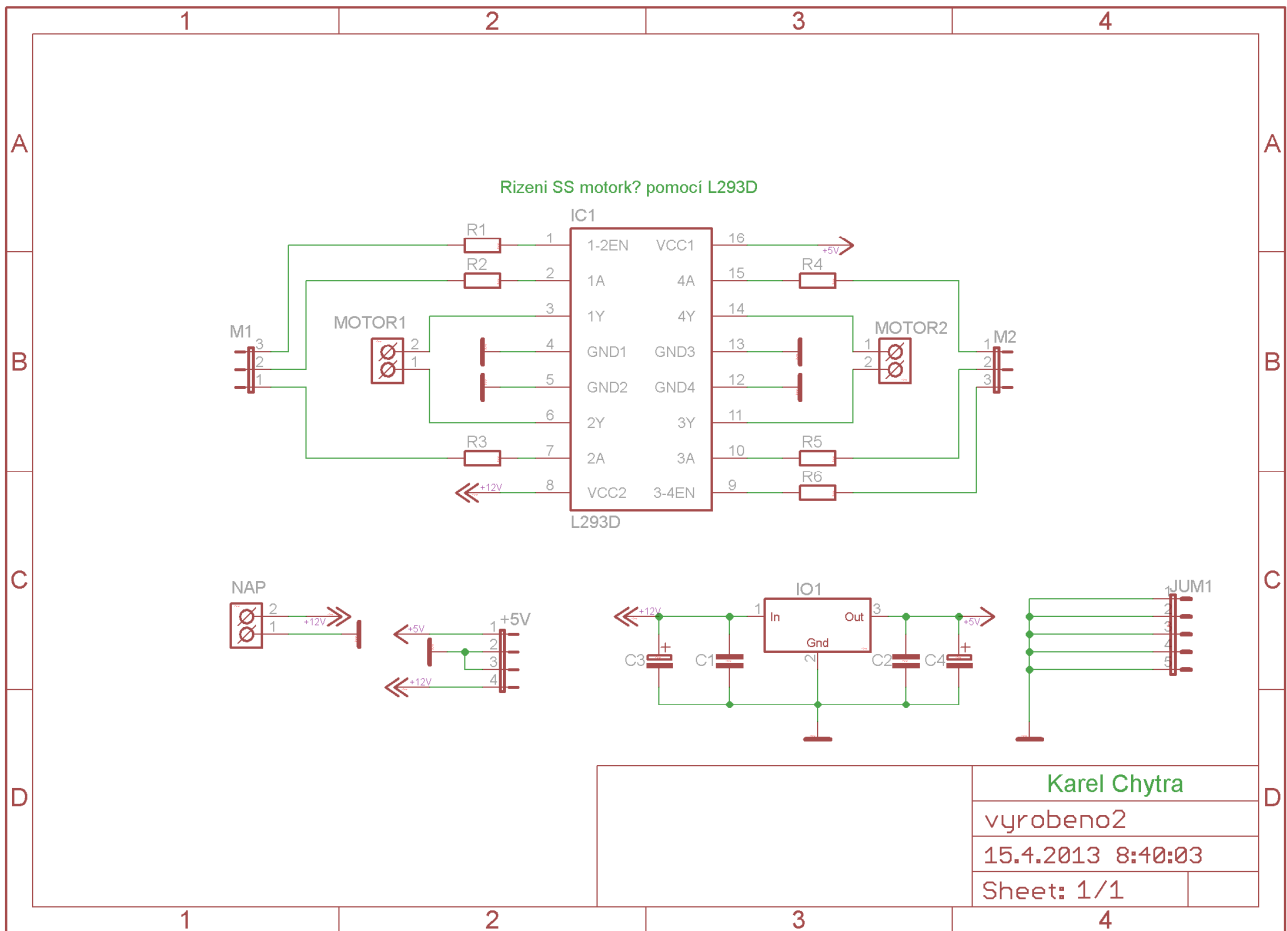 1 2 3 4
A A
Rizeni SS motork? pomocí L293D
IC1
R1 1 1-2EN VCC1 16 +5V
R2 2 1A 4A 15 R4
3 1Y 4Y 14
M1 MOTOR1 MOTOR2 M2
B 3 2 4 GND1 GND3 13 1 1 B
2 1 2 2
1 5 GND2 GND4 12 3
6 2Y 3Y 11
R3 7 2A 3A 10 R5
+12V 8 VCC2 3-4EN 9 R6
L293D
C C
NAP IO1 JUM1
2 +12V +5V +12V 1 In Out 3 +5V 1
1 +5V 1 Gnd 2
2 C3 + C1 2 C2 C4 + 3
3 4
+12V 4 5
D D
Karel Chytra
vyrobeno2
15.4.2013 8:40:03
Sheet: 1/1
1 2 3 4